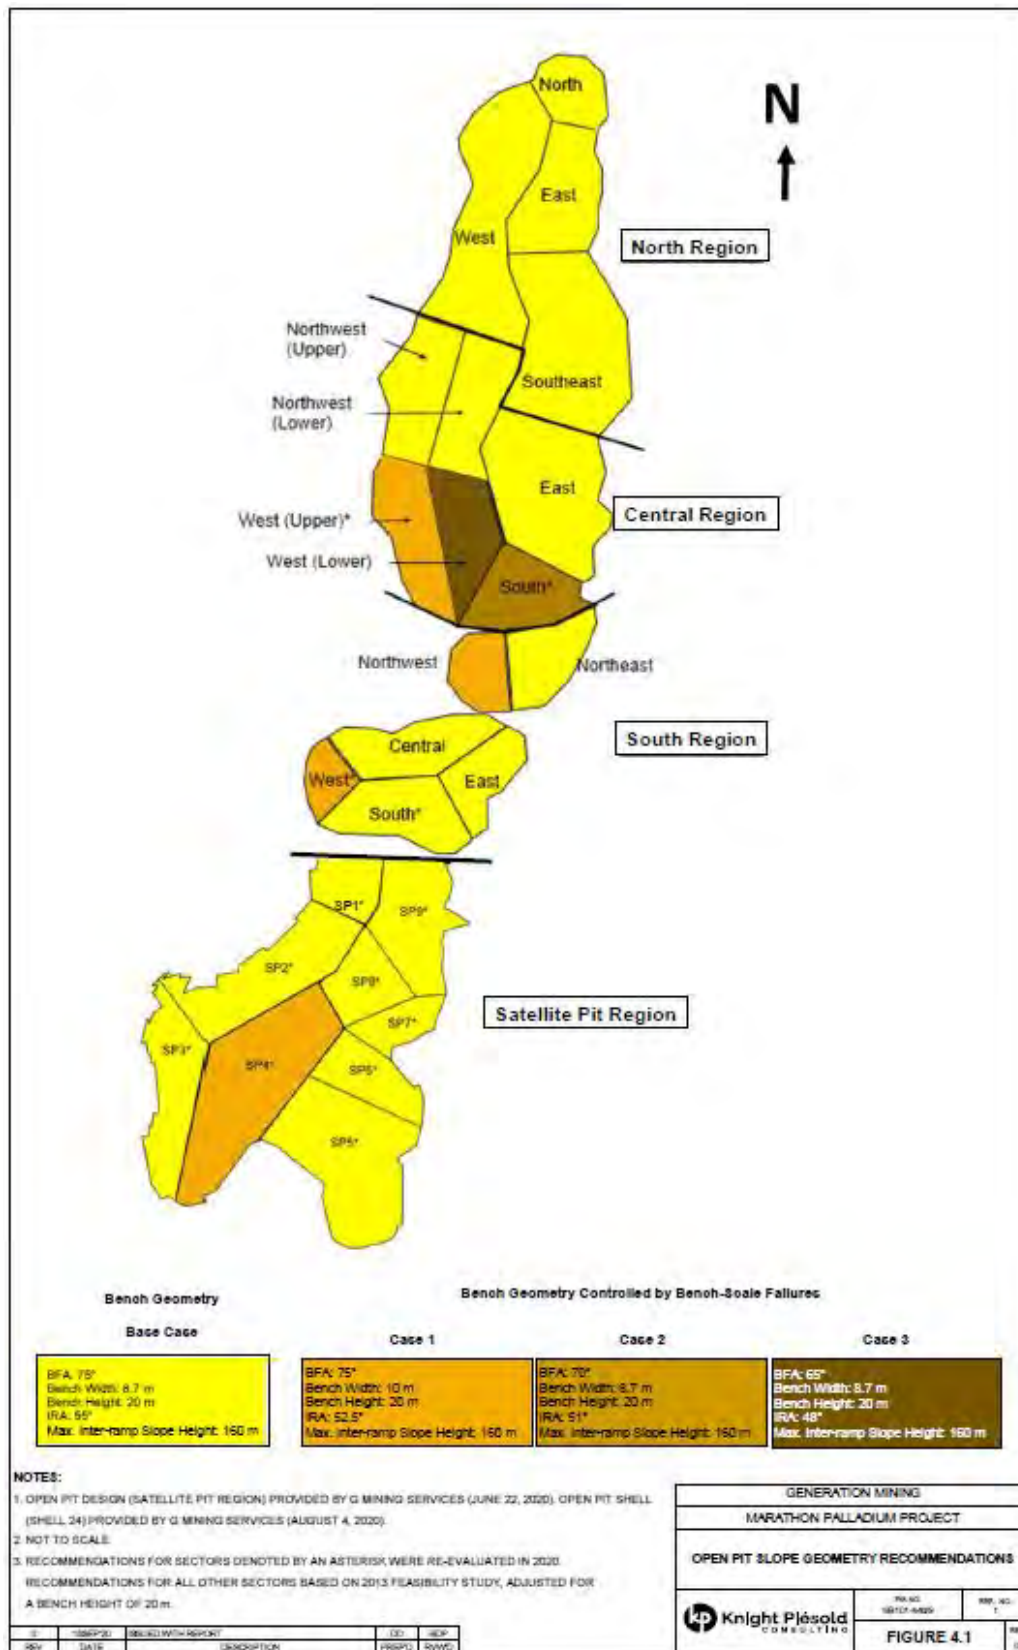 North
N
East
West
North Region
Northwest
(Upper)
Southeast
Northwest
(Lower)
East
Central Region
West (Upper)*
West (Lower)
South*
Northwest
Northeast
South Region
Central
West*
East
South*
SP1*
SP9*
SP2*
SP8*
Satellite Pit Region
SP7*
SP3*
SP4*
SP5*
Bench Geometry
Bench Geometry Controlled by Bench-Scale Failures
Base Case
Case 1
Case 2
Case 3
BFA: 75°
Bench Width: 8.7 m
Bench Height: 20 m
IRA: 55°
Max. Inter-ramp Slope Height: 160 m
BFA: 75°
Bench Width: 10 m
Bench Height: 20 m
IRA: 52.5°
Max. Inter-ramp Slope Height: 160 m
BFA: 70°
Bench Width: 8.7 m
Bench Height: 20 m
IRA: 51°
Max. Inter-ramp Slope Height: 160 m
BFA: 65°
Bench Width: 8.7 m
Bench Height: 20 m
IRA: 48°
Max. Inter-ramp Slope Height: 160 m
NOTES:
1. OPEN PIT DESIGN (SATELLITE PIT REGION) PROVIDED BY G MINING SERVICES (JUNE 22, 2020). OPEN PIT SHELL
(SHELL 24) PROVIDED BY G MINING SERVICES (AUGUST 4, 2020).
2. NOT TO SCALE.
3. RECOMMENDATIONS FOR SECTORS DENOTED BY AN ASTERISK WERE RE-EVALUATED IN 2020.
RECOMMENDATIONS FOR ALL OTHER SECTORS BASED ON 2013 FEASIBILITY STUDY, ADJUSTED FOR
A BENCH HEIGHT OF 20 m.
GENERATION MINING
MARATHON PALLADIUM PROJECT
OPEN PIT SLOPE GEOMETRY RECOMMENDATIONS
kp Knight Piésold
CONSULTING
FIGURE 4.1
ISSUED WITH REPORT
REV DATE DESCRIPTION PREP'D RVW'D